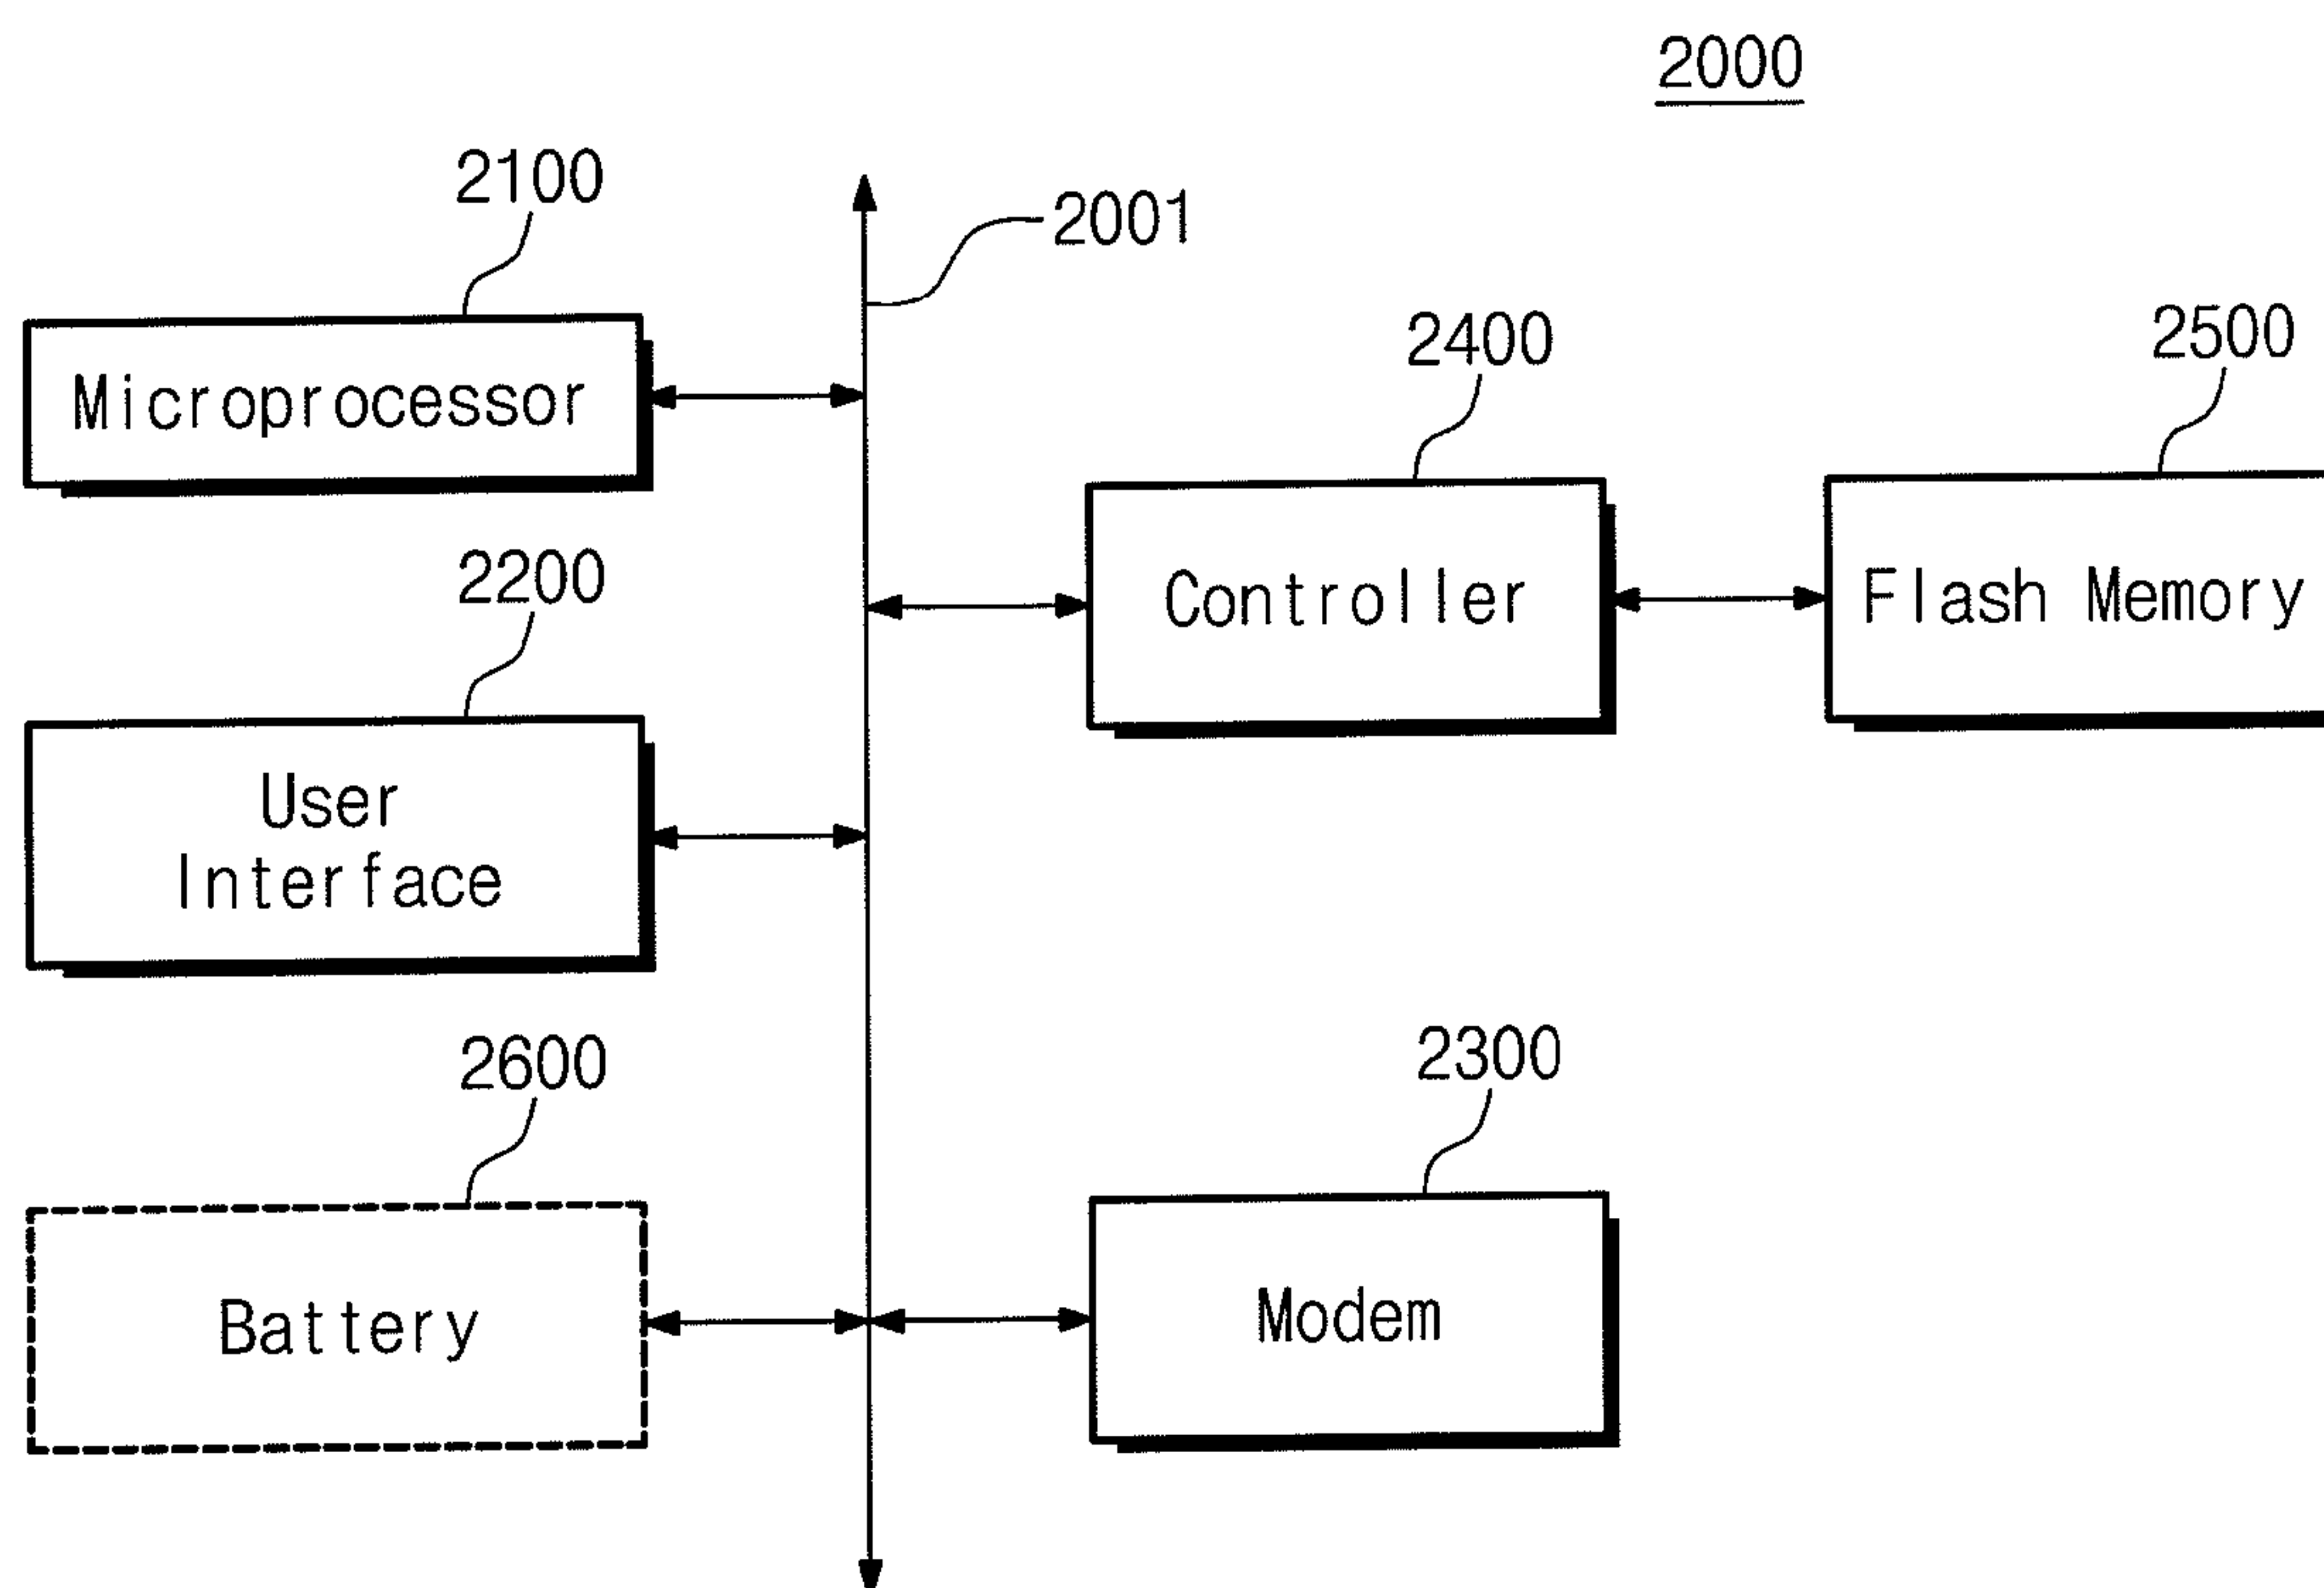 2000
2100
2001
2400
2500
Microprocessor
Controller
Flash Memory
2200
User
Interface
2600
2300
Battery
Modem